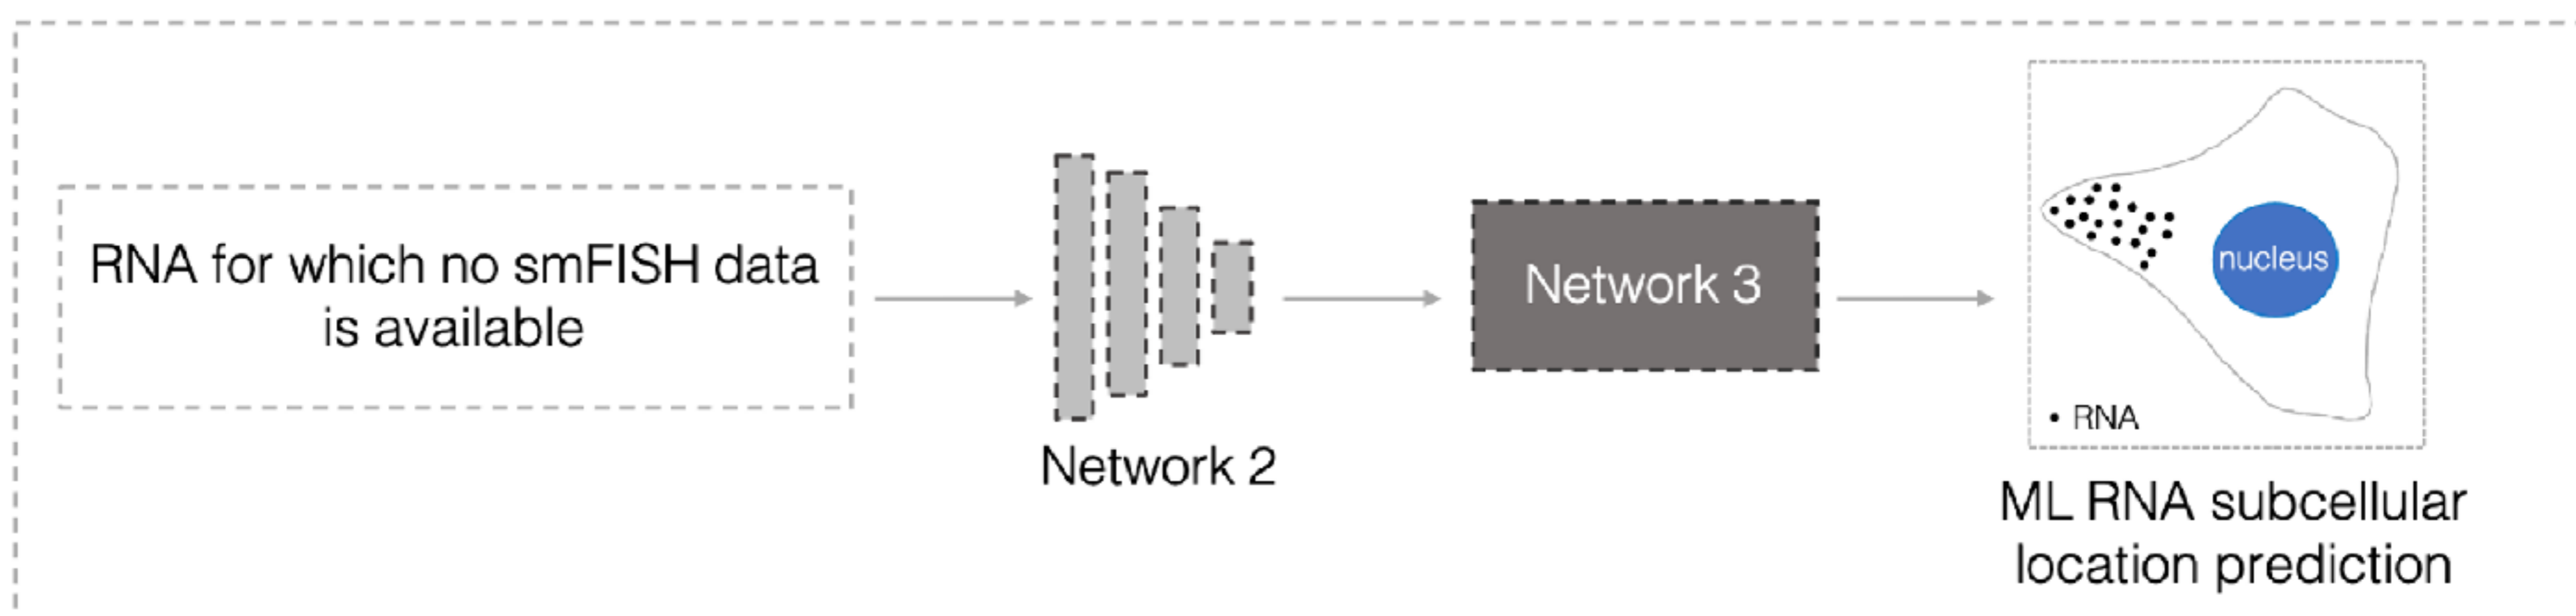 RNA for which no smFISH data
is available
Network 2
Network 3
nucleus
• RNA
ML RNA subcellular
location prediction